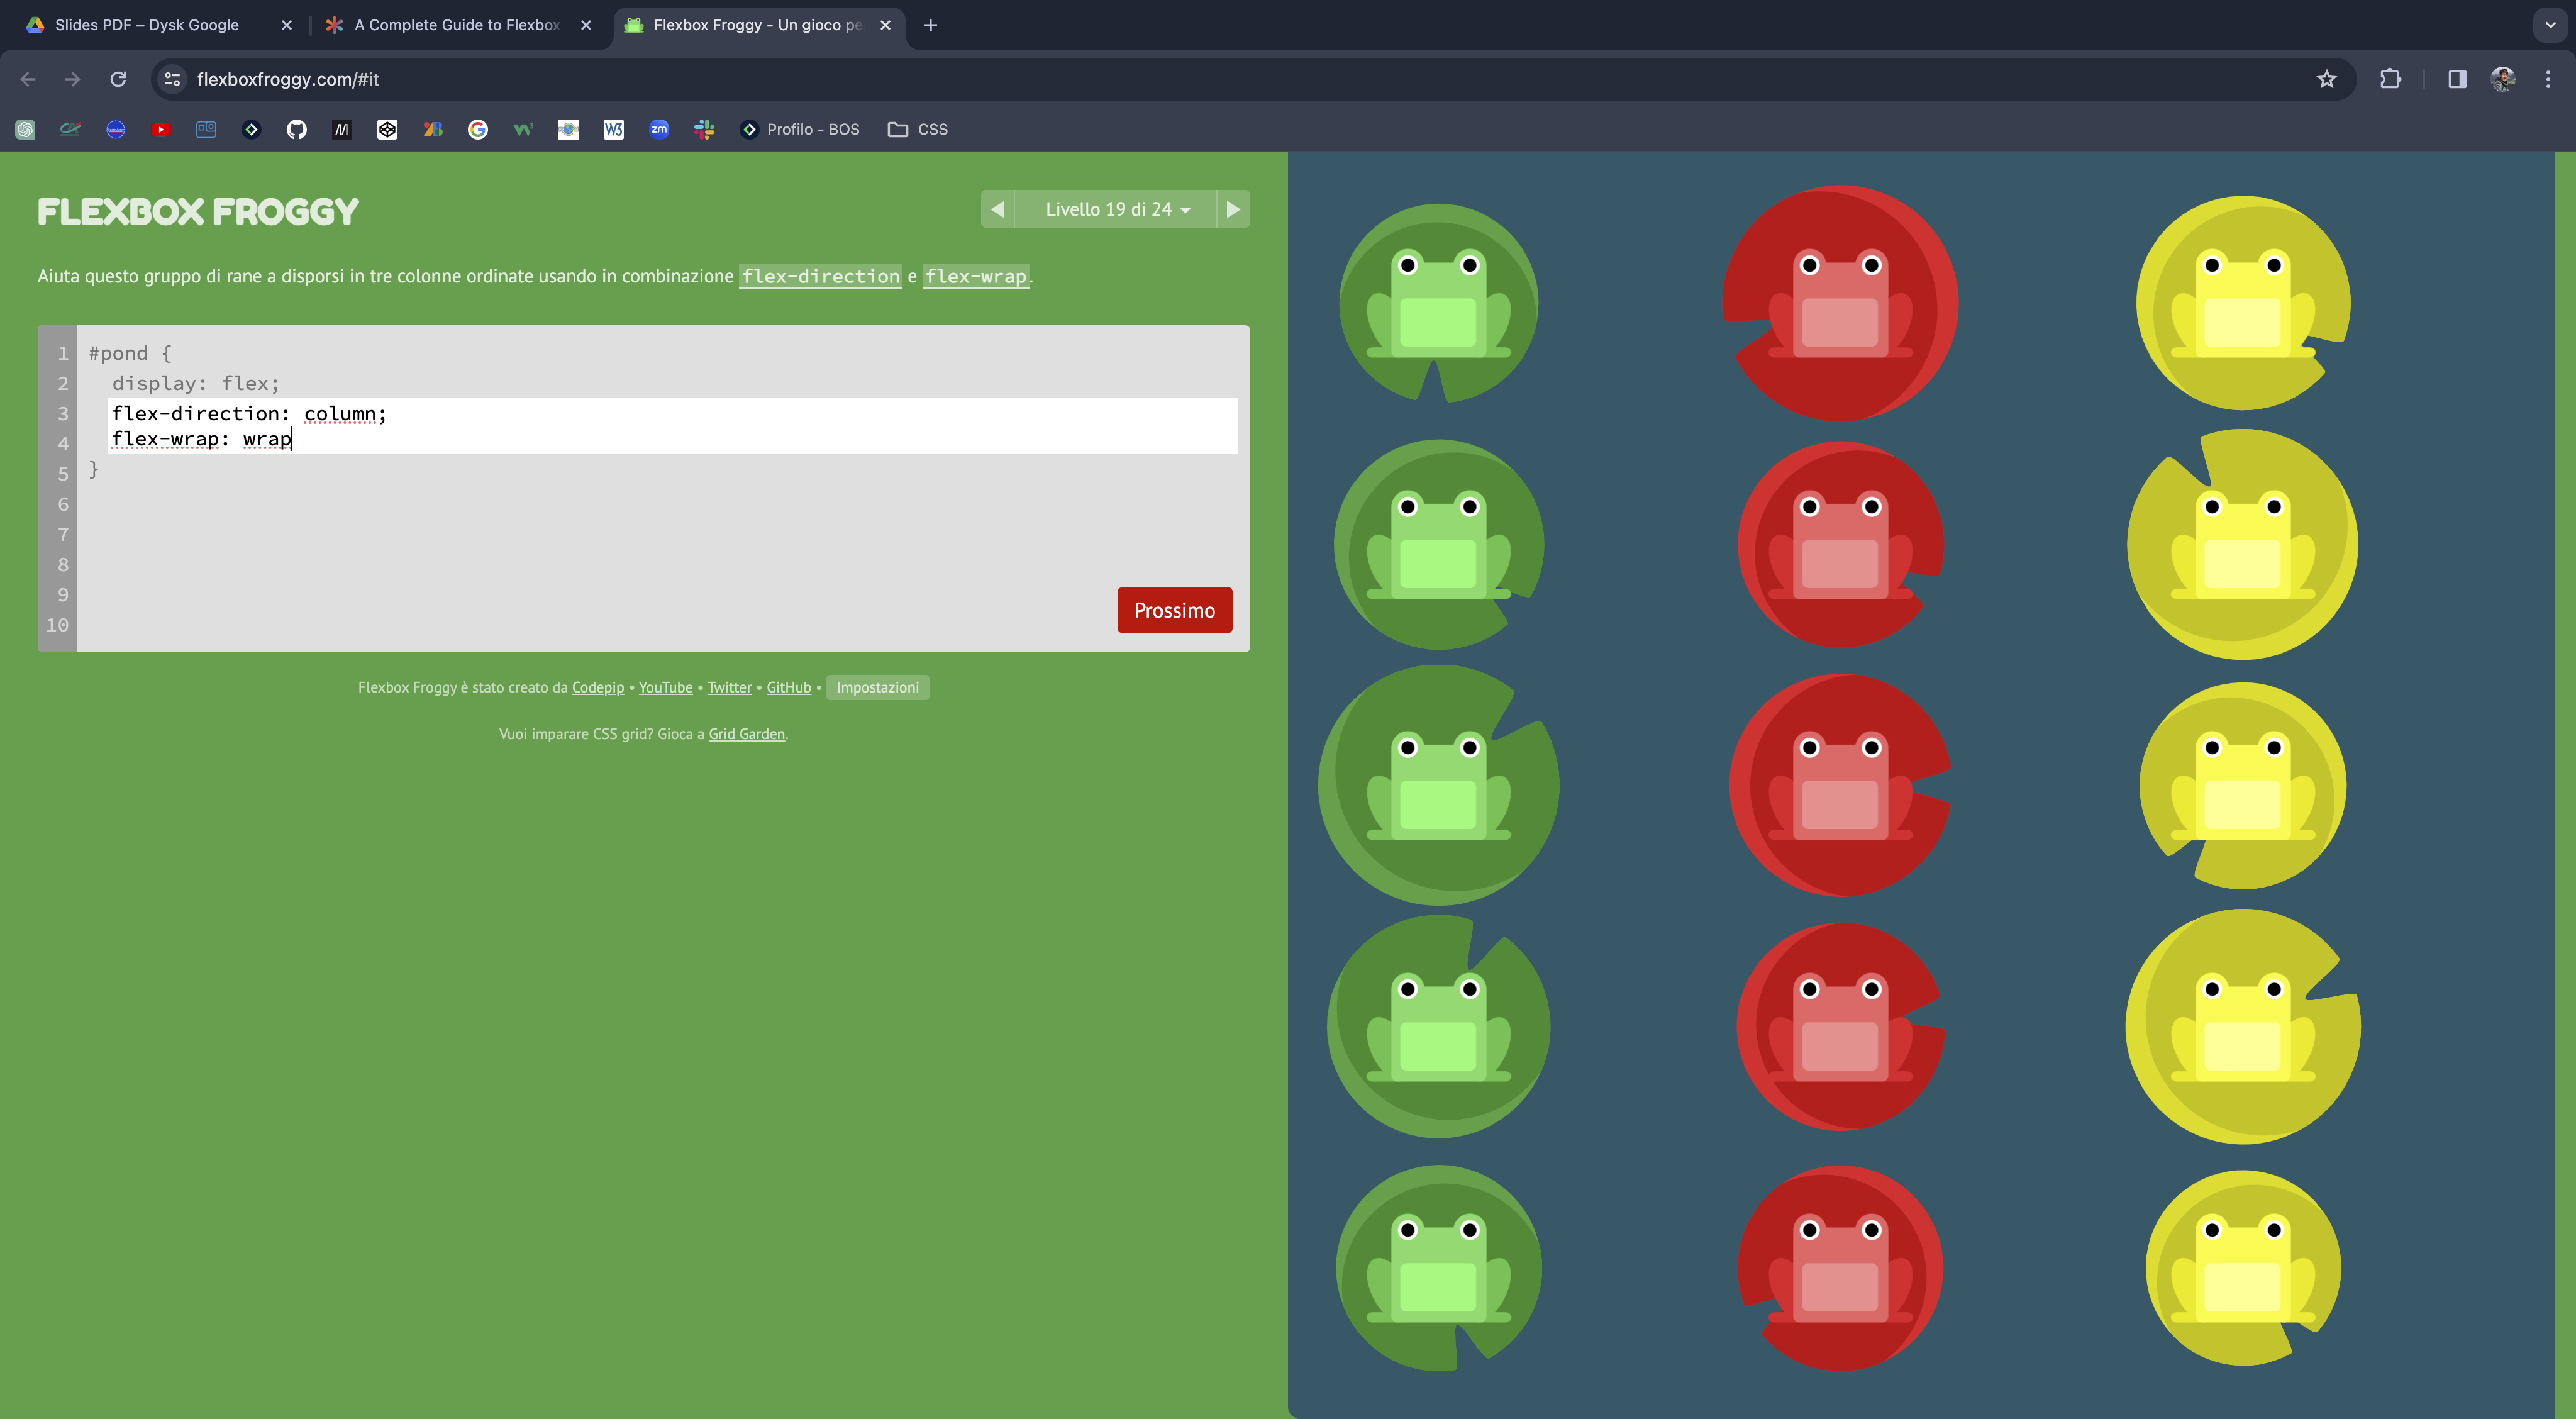 Slides PDF – Dysk Google
A Complete Guide to Flexbox
Flexbox Froggy - Un gioco pe
flexboxfroggy.com/#it
W3
zm
Profilo - BOS
CSS
FLEXBOX FROGGY
Livello 19 di 24
Aiuta questo gruppo di rane a disporsi in tre colonne ordinate usando in combinazione flex-direction e flex-wrap.
1 #pond {
2 display: flex;
3 flex-direction: column;
4 flex-wrap: wrap
5 }
6
7
8
9
10
Prossimo
Flexbox Froggy è stato creato da Codepip • YouTube • Twitter • GitHub • Impostazioni
Vuoi imparare CSS grid? Gioca a Grid Garden.